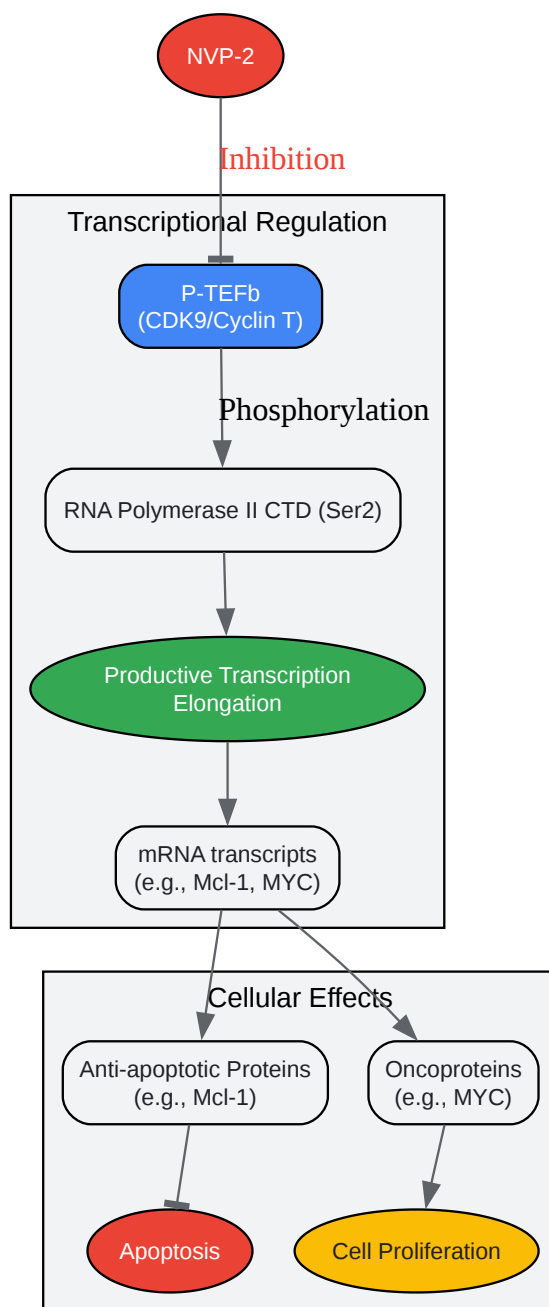 NVP-2
Inhibition
Transcriptional Regulation
P-TEFb
(CDK9/Cyclin T)
Phosphorylation
RNA Polymerase II CTD (Ser2)
Productive Transcription
Elongation
mRNA transcripts
(e.g., Mcl-1, MYC)
Cellular Effects
Anti-apoptotic Proteins
(e.g., Mcl-1)
Oncoproteins
(e.g., MYC)
Apoptosis
Cell Proliferation